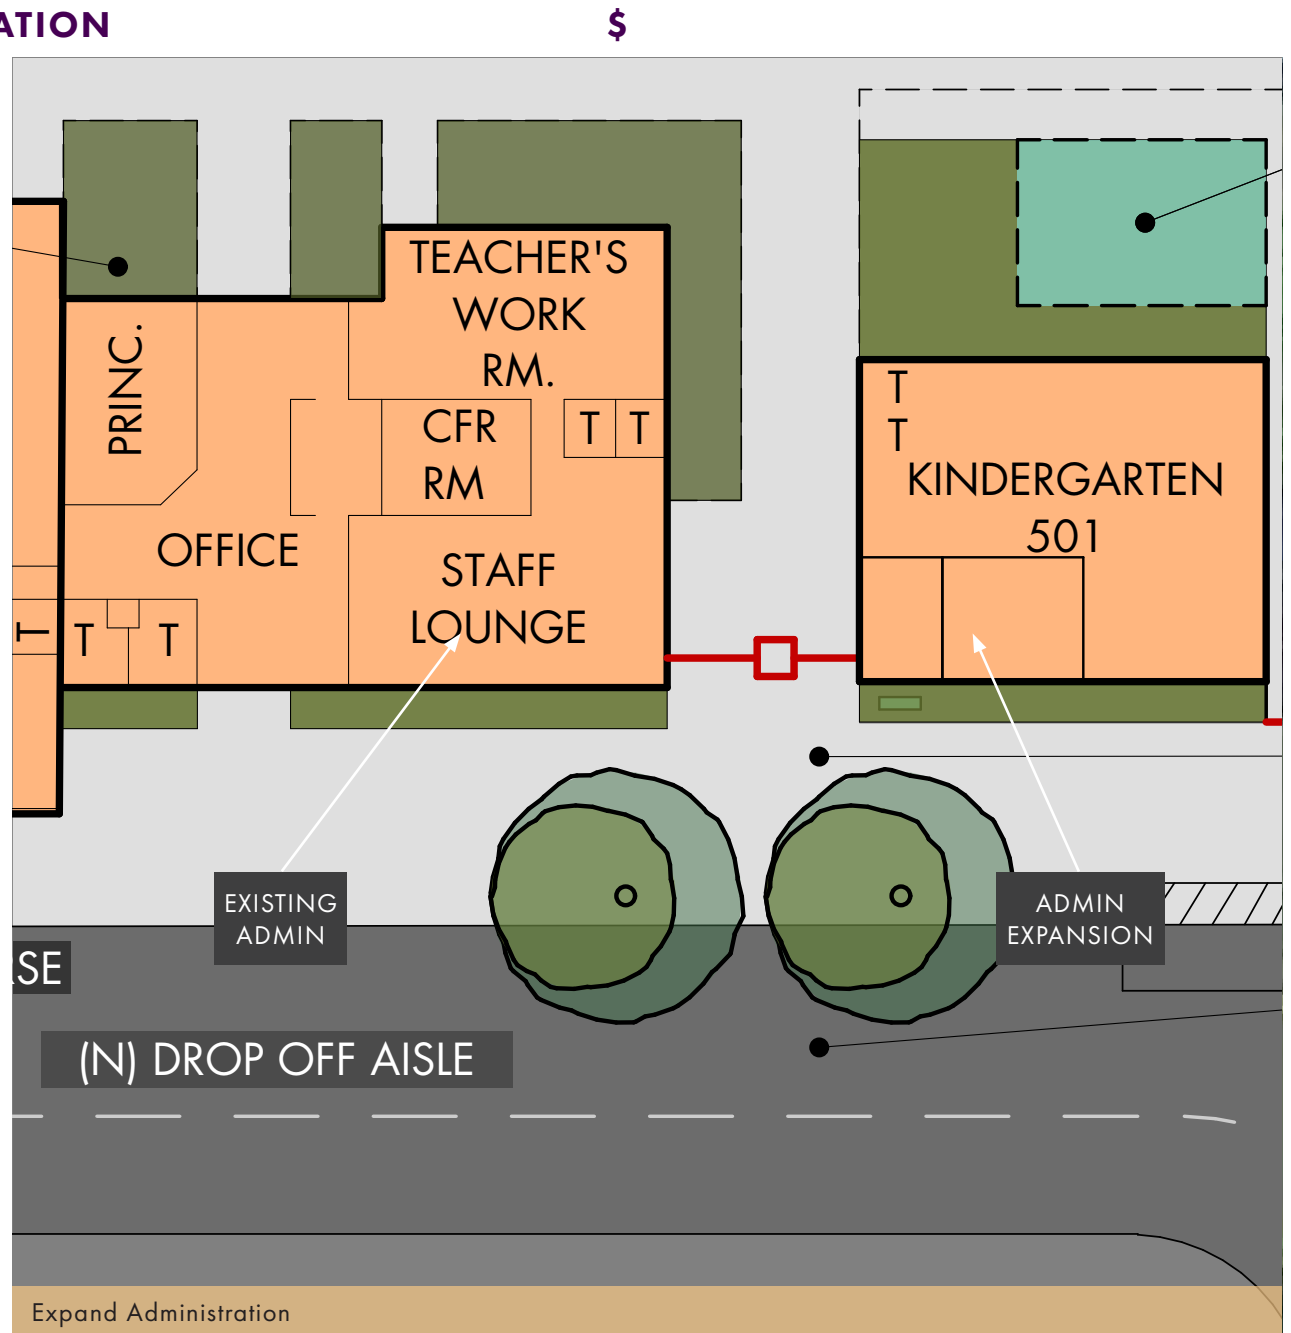 ATION
$
TEACHER'S
WORK
RM.
PRINC.
CFR
RM
T T
OFFICE
STAFF
LOUNGE
T
T
T
T
T
KINDERGARTEN
501
EXISTING
ADMIN
ADMIN
EXPANSION
RSE
(N) DROP OFF AISLE
Expand Administration